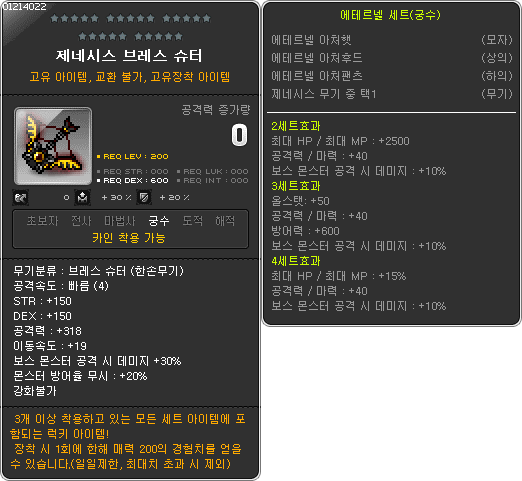 01214022
제네시스 브레스 슈터
고유 아이템, 교환 불가, 고유장착 아이템
공격력 증가량
0
REQ LEV : 200
REQ STR : 000
REQ LUK : 000
REQ DEX : 600
REQ INT : 000
0
+ 30 %
+ 20 %
초보자 전사 마법사 궁수 도적 해적
카인 착용 가능
무기분류 : 브레스 슈터 (한손무기)
공격속도 : 빠름 (4)
STR : +150
DEX : +150
공격력 : +318
이동속도 : +19
보스 몬스터 공격 시 데미지 +30%
몬스터 방어율 무시 : +20%
강화불가
3개 이상 착용하고 있는 모든 세트 아이템에 포
함되는 럭키 아이템!
장착 시 1회에 한해 매력 200의 경험치를 얻을
수 있습니다.(일일제한, 최대치 초과 시 제외)
에테르넬 세트(궁수)
에테르넬 아처햇 (모자)
에테르넬 아처후드 (상의)
에테르넬 아처팬츠 (하의)
제네시스 무기 중 택1 (무기)
2세트효과
최대 HP / 최대 MP : +2500
공격력 / 마력 : +40
보스 몬스터 공격 시 데미지 : +10%
3세트효과
올스탯: +50
공격력 / 마력 : +40
방어력 : +600
보스 몬스터 공격 시 데미지 : +10%
4세트효과
최대 HP / 최대 MP : +15%
공격력 / 마력 : +40
보스 몬스터 공격 시 데미지 : +10%